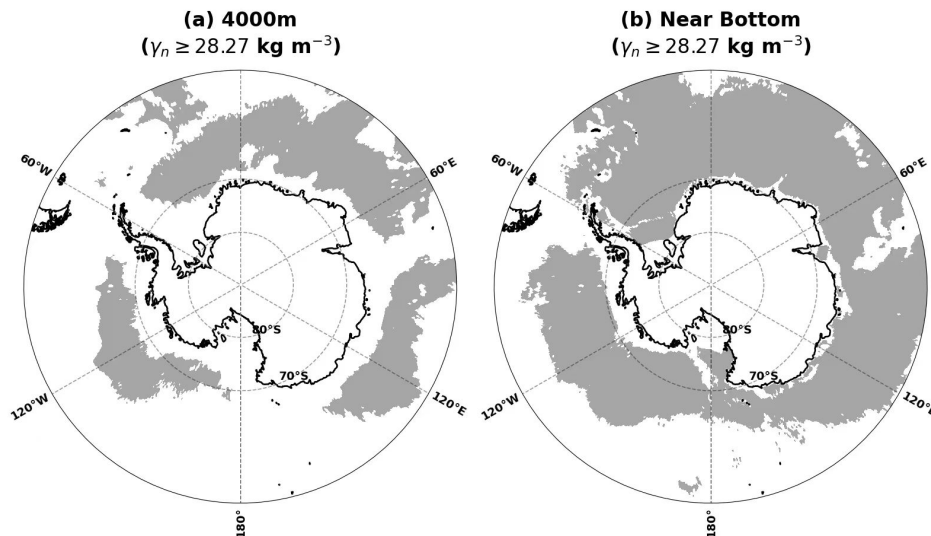 (a) 4000m
(γₙ ≥ 28.27 kg m⁻³)
60°W
60°E
80°S
70°S
120°W
120°E
180°
(b) Near Bottom
(γₙ ≥ 28.27 kg m⁻³)
60°W
60°E
80°S
70°S
120°W
120°E
180°